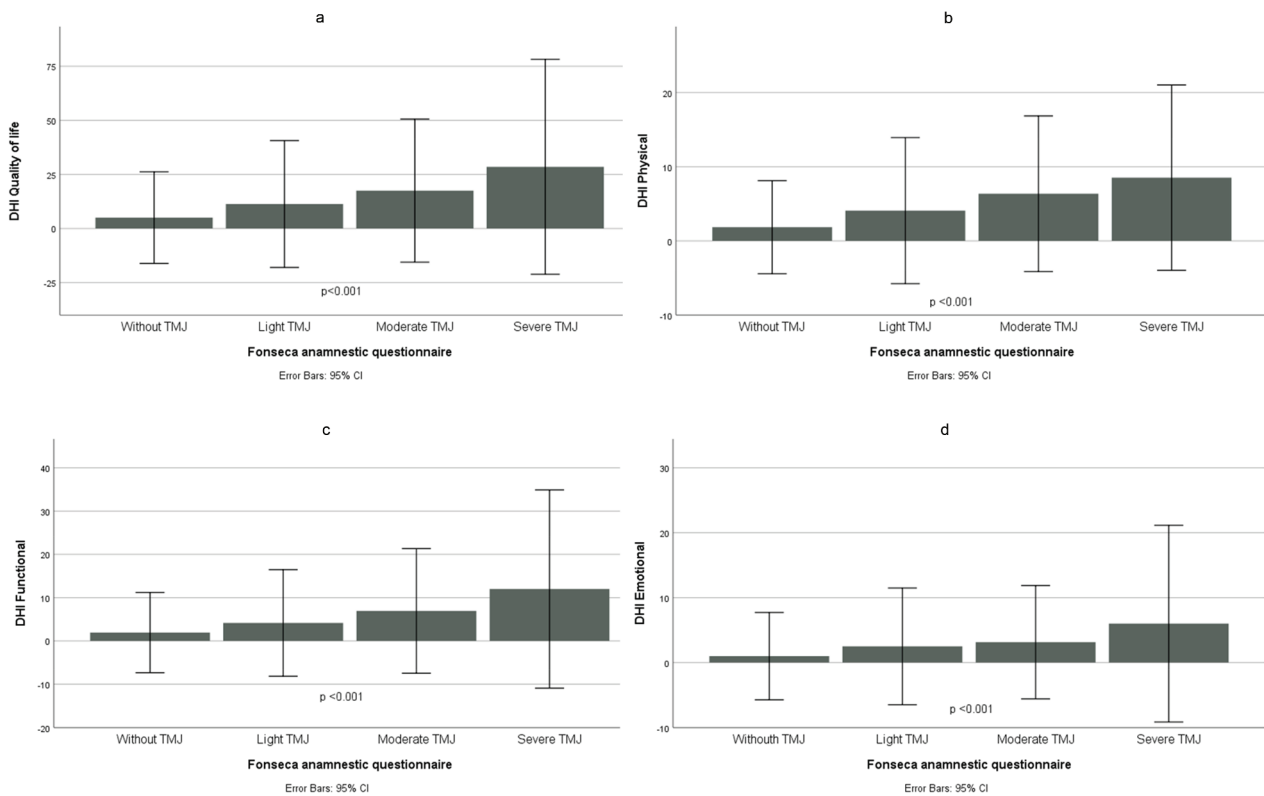 a
75
50
25
0
-25
DHI Quality of life
p<0.001
Without TMJ
Light TMJ
Moderate TMJ
Severe TMJ
Fonseca anamnestic questionnaire
Error Bars: 95% CI
b
20
10
0
-10
DHI Physical
p <0.001
Without TMJ
Light TMJ
Moderate TMJ
Severe TMJ
Fonseca anamnestic questionnaire
Error Bars: 95% CI
c
40
30
20
10
0
-10
-20
DHI Functional
p <0.001
Without TMJ
Light TMJ
Moderate TMJ
Severe TMJ
Fonseca anamnestic questionnaire
Error Bars: 95% CI
d
30
20
10
0
-10
DHI Emotional
p <0.001
Withouth TMJ
Light TMJ
Moderate TMJ
Severe TMJ
Fonseca anamnestic questionnaire
Error Bars: 95% CI